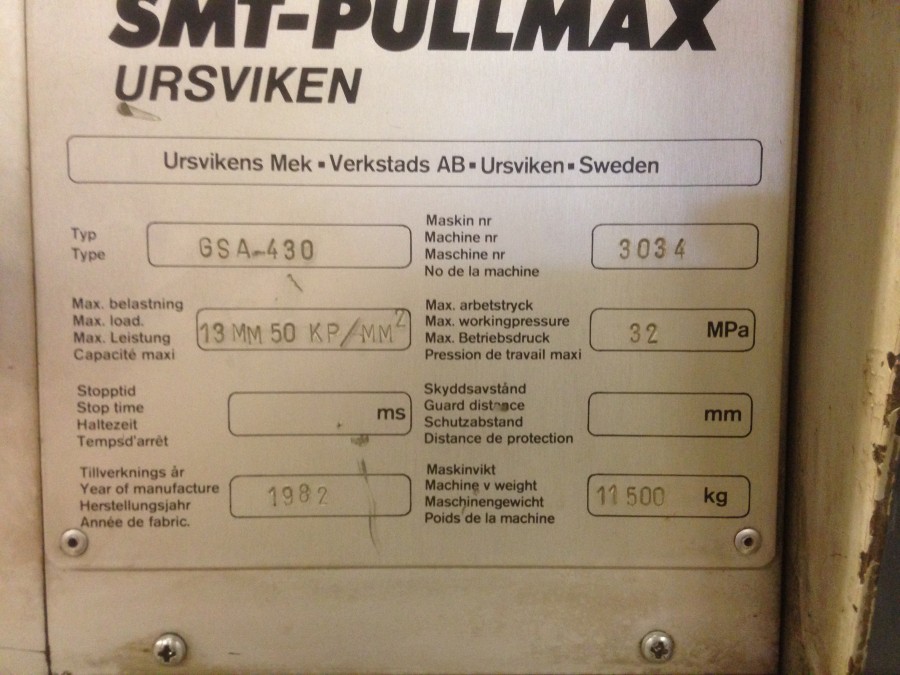 SMT-PULLMAX
URSVIKEN
Ursvikens Mek ▪ Verkstads AB ▪ Ursviken ▪ Sweden
Typ
Type
GSA-430
Maskin nr
Machine nr
Maschine nr
No de la machine
3034
Max. belastning
Max. load.
Max. Leistung
Capacité maxi
13 MM 50 KP/MM²
Max. arbetstryck
Max. workingpressure
Max. Betriebsdruck
Pression de travail maxi
32 MPa
Stopptid
Stop time
Haltezeit
Tempsd'arrêt
ms
Skyddsavstånd
Guard distance
Schutzabstand
Distance de protection
mm
Tillverknings år
Year of manufacture
Herstellungsjahr
Année de fabric.
1982
Maskinvikt
Machine v weight
Maschinengewicht
Poids de la machine
11500 kg